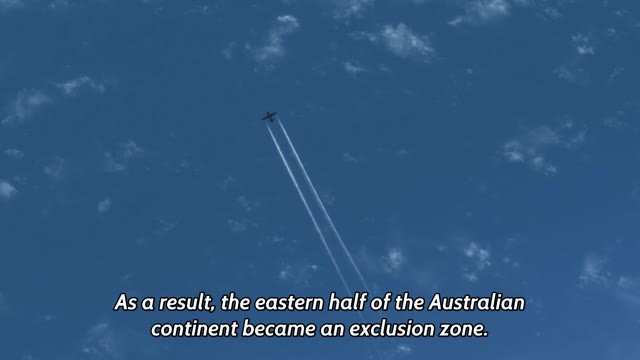 As a result, the eastern half of the Australian
continent became an exclusion zone.